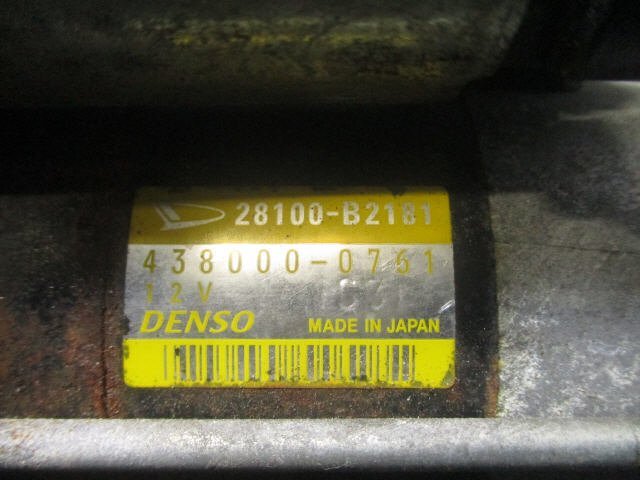 28100-B2181
438000-0761
12V
DENSO
MADE IN JAPAN